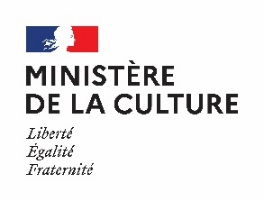 MINISTÈRE
DE LA CULTURE
Liberté
Égalité
Fraternité